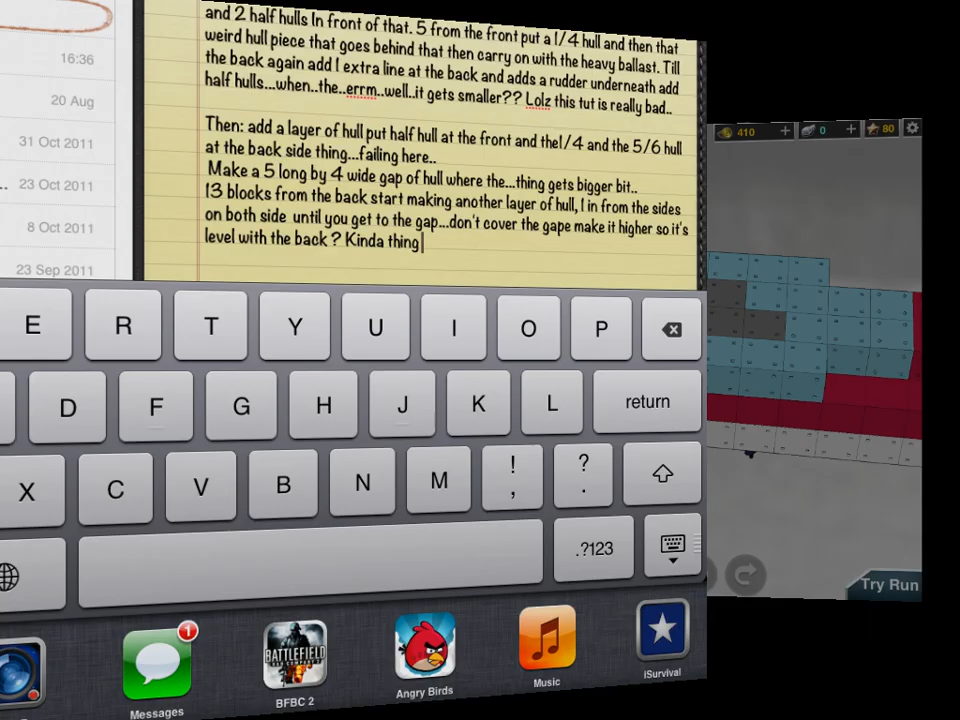 and 2 half hulls In front of that. 5 from the front put a 1/4 hull and then that
weird hull piece that goes behind that then carry on with the heavy ballast. Till
the back again add 1 extra line at the back and adds a rudder underneath add
half hulls...when..the..errm..well..it gets smaller?? Lolz this tut is really bad..
Then: add a layer of hull put half hull at the front and the1/4 and the 5/6 hull
at the back side thing...failing here..
Make a 5 long by 4 wide gap of hull where the...thing gets bigger bit..
13 blocks from the back start making another layer of hull, 1 in from the sides
on both side until you get to the gap...don't cover the gape make it higher so it's
level with the back ? Kinda thing
16:36
20 Aug
31 Oct 2011
.. 23 Oct 2011
8 Oct 2011
23 Sep 2011
410 + 0 + 80
E R T Y U I O P
D F G H J K L return
X C V B N M ! , ? .
.?123
Try Run
Messages 1
BATTLEFIELD
BFBC 2
Angry Birds
Music
iSurvival